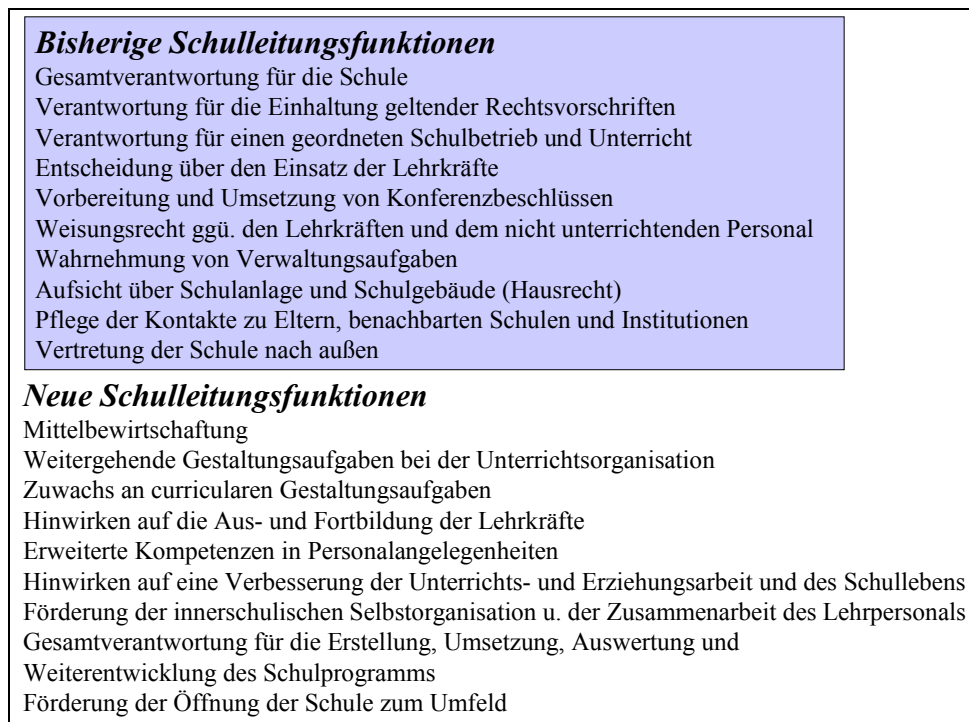 Bisherige Schulleitungsfunktionen
Gesamtverantwortung für die Schule
Verantwortung für die Einhaltung geltender Rechtsvorschriften
Verantwortung für einen geordneten Schulbetrieb und Unterricht
Entscheidung über den Einsatz der Lehrkräfte
Vorbereitung und Umsetzung von Konferenzbeschlüssen
Weisungsrecht ggü. den Lehrkräften und dem nicht unterrichtenden Personal
Wahrnehmung von Verwaltungsaufgaben
Aufsicht über Schulanlage und Schulgebäude (Hausrecht)
Pflege der Kontakte zu Eltern, benachbarten Schulen und Institutionen
Vertretung der Schule nach außen
Neue Schulleitungsfunktionen
Mittelbewirtschaftung
Weitergehende Gestaltungsaufgaben bei der Unterrichtsorganisation
Zuwachs an curricularen Gestaltungsaufgaben
Hinwirken auf die Aus- und Fortbildung der Lehrkräfte
Erweiterte Kompetenzen in Personalangelegenheiten
Hinwirken auf eine Verbesserung der Unterrichts- und Erziehungsarbeit und des Schullebens
Förderung der innerschulischen Selbstorganisation u. der Zusammenarbeit des Lehrpersonals
Gesamtverantwortung für die Erstellung, Umsetzung, Auswertung und
Weiterentwicklung des Schulprogramms
Förderung der Öffnung der Schule zum Umfeld